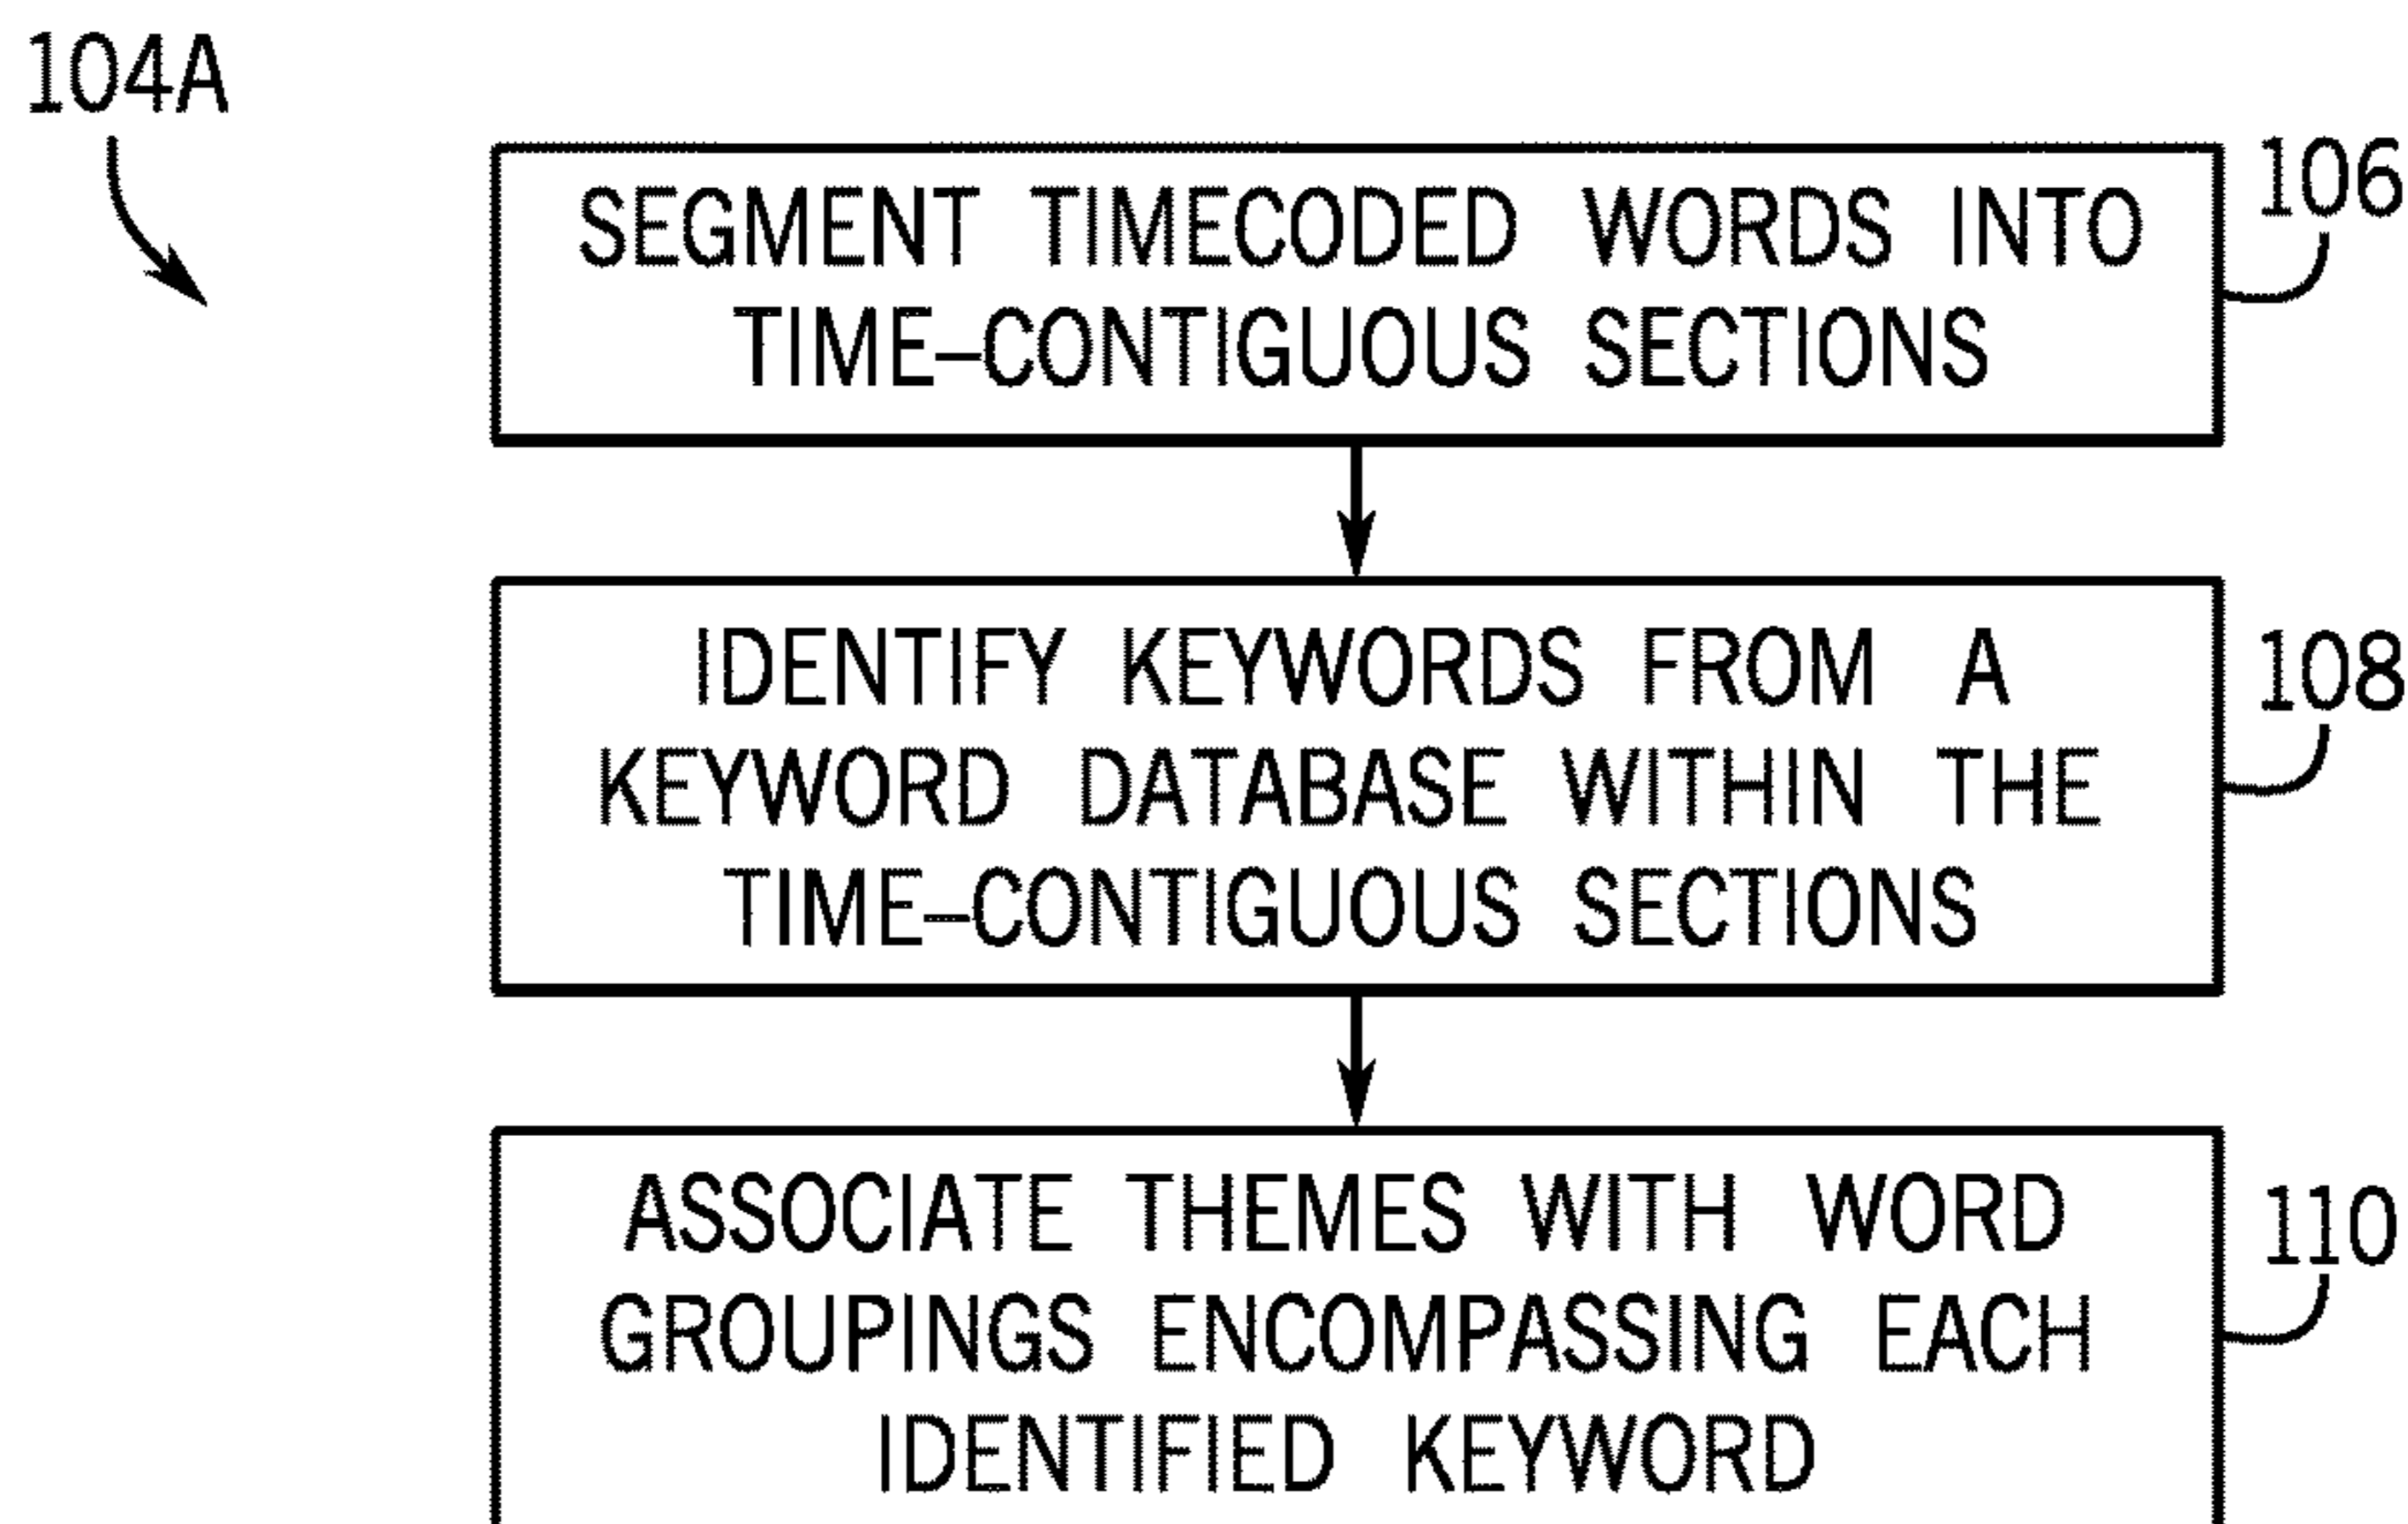 104A
SEGMENT TIMECODED WORDS INTO
TIME-CONTIGUOUS SECTIONS
106
IDENTIFY KEYWORDS FROM A
KEYWORD DATABASE WITHIN THE
TIME-CONTIGUOUS SECTIONS
108
ASSOCIATE THEMES WITH WORD
GROUPINGS ENCOMPASSING EACH
IDENTIFIED KEYWORD
110